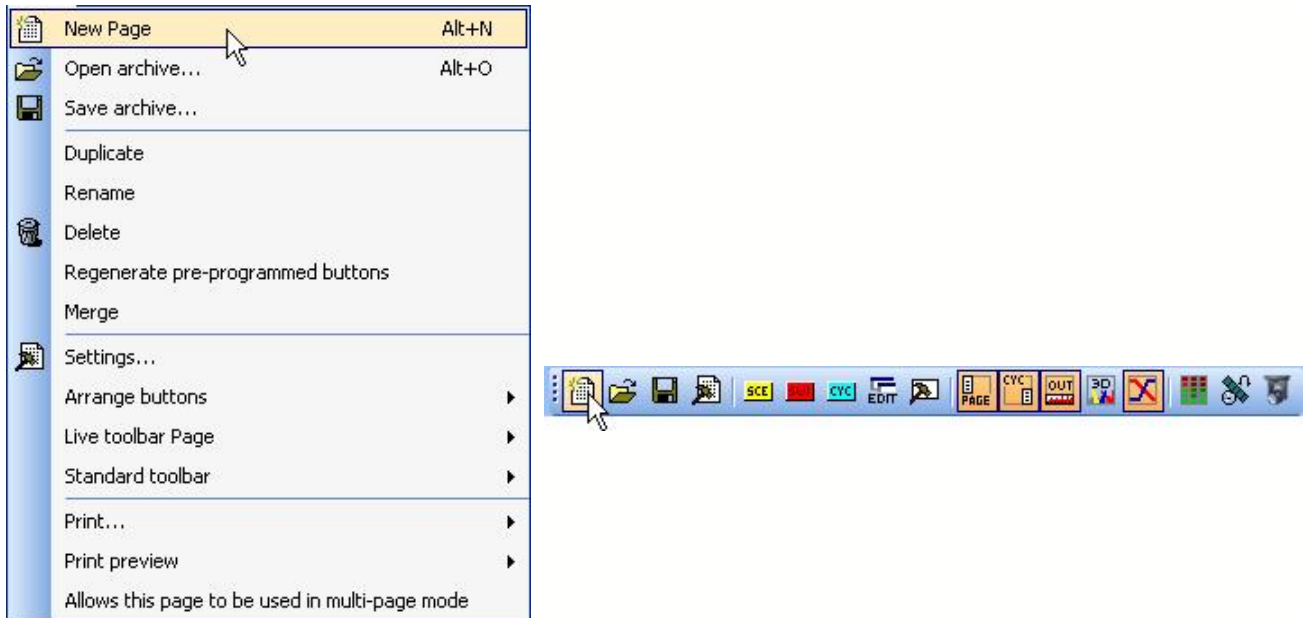 New Page Alt+N
Open archive... Alt+O
Save archive...
Duplicate
Rename
Delete
Regenerate pre-programmed buttons
Merge
Settings...
Arrange buttons
Live toolbar Page
Standard toolbar
Print...
Print preview
Allows this page to be used in multi-page mode
SCE CYC EDIT PAGE CYC OUT 3D